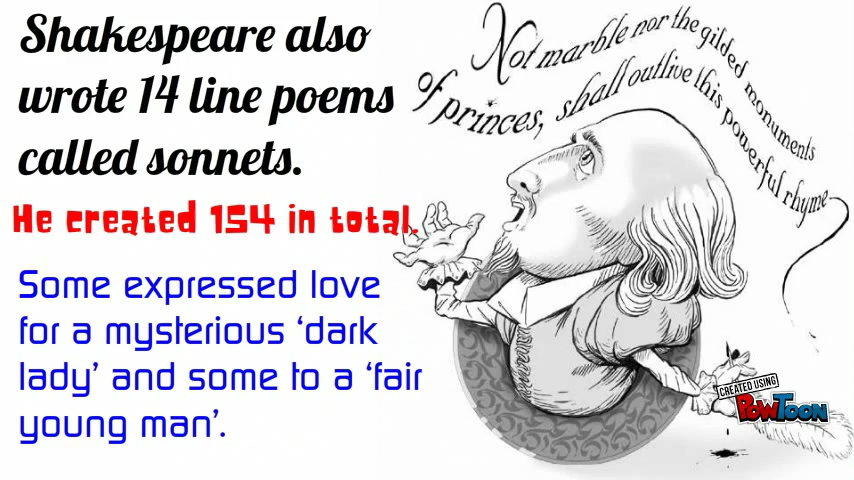 Shakespeare also
wrote 14 line poems
called sonnets.
He created 154 in total.
Some expressed love
for a mysterious ‘dark
lady’ and some to a ‘fair
young man’.
Not marble nor the gilded monuments
of princes, shall outlive this powerful rhyme
CREATED USING
POWTOON